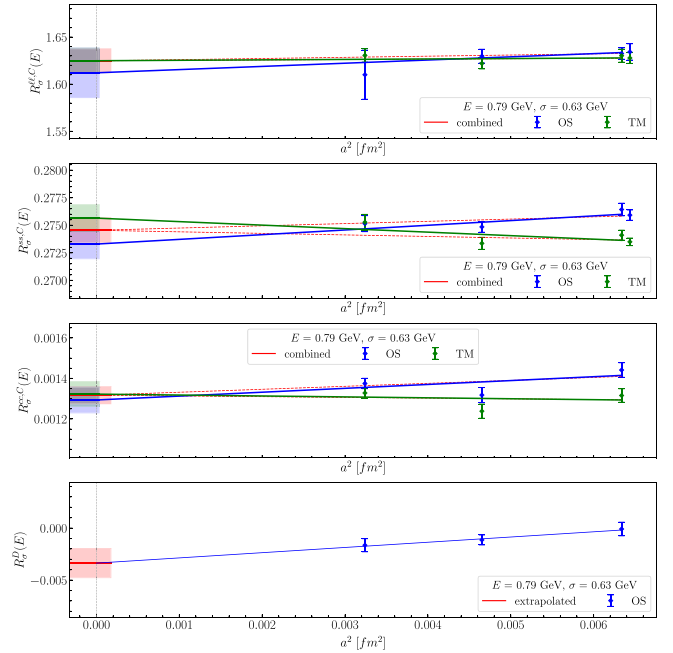 1.65
1.60
1.55
R_σ^{ℓℓ,C}(E)
E = 0.79 GeV, σ = 0.63 GeV
combined OS TM
a² [fm²]
0.2800
0.2775
0.2750
0.2725
0.2700
R_σ^{ss,C}(E)
E = 0.79 GeV, σ = 0.63 GeV
combined OS TM
a² [fm²]
0.0016
0.0014
0.0012
R_σ^{cc,C}(E)
E = 0.79 GeV, σ = 0.63 GeV
combined OS TM
a² [fm²]
0.000
−0.005
R_σ^D(E)
E = 0.79 GeV, σ = 0.63 GeV
extrapolated OS
0.000 0.001 0.002 0.003 0.004 0.005 0.006
a² [fm²]